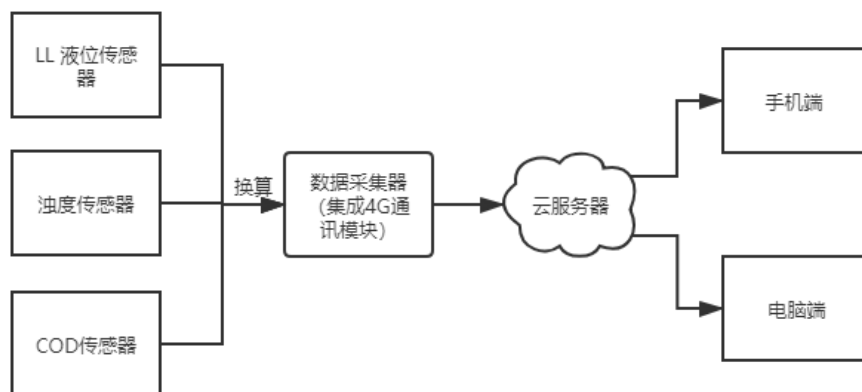 LL 液位传感
器
浊度传感器
COD传感器
换算
数据采集器
（集成4G通
讯模块）
云服务器
手机端
电脑端